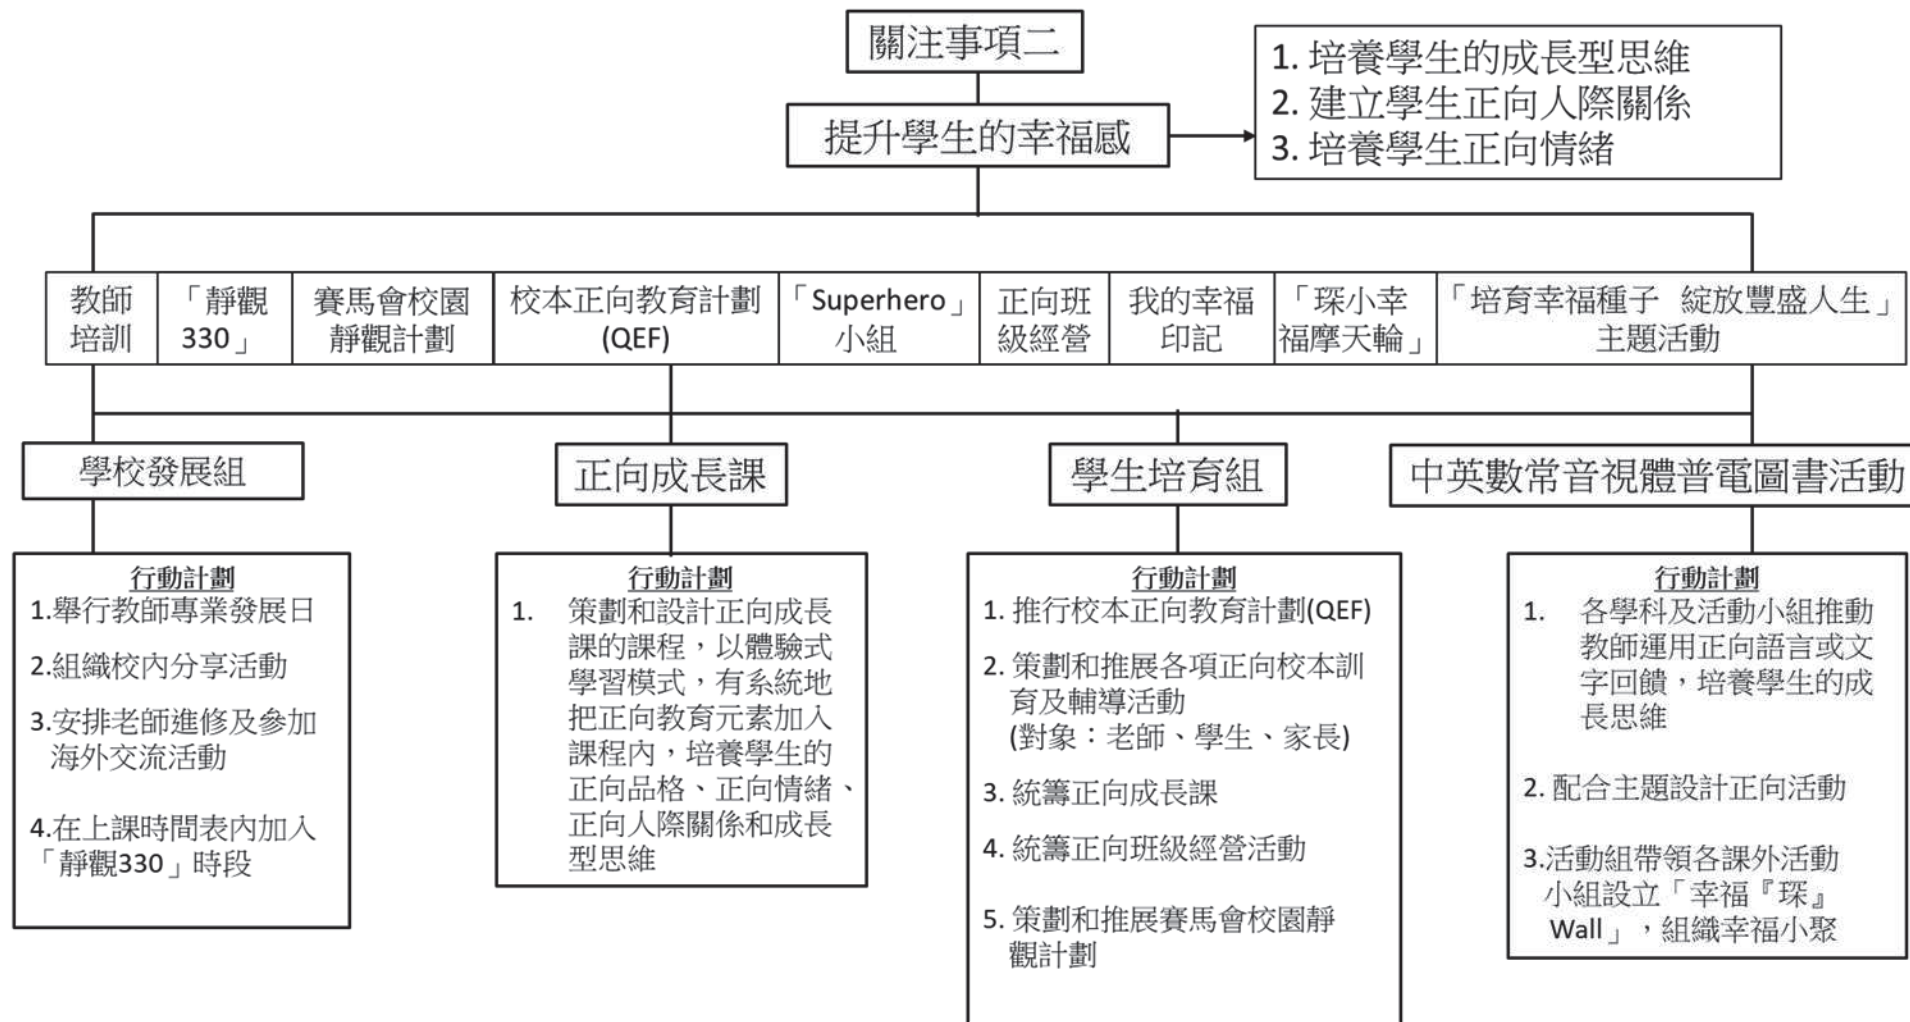 關注事項二
提升學生的幸福感
1. 培養學生的成長型思維
2. 建立學生正向人際關係
3. 培養學生正向情緒
教師
培訓
「靜觀
330」
賽馬會校園
靜觀計劃
校本正向教育計劃
(QEF)
「Superhero」
小組
正向班
級經營
我的幸福
印記
「琛小幸
福摩天輪」
「培育幸福種子 綻放豐盛人生」
主題活動
學校發展組
行動計劃
1.舉行教師專業發展日
2.組織校內分享活動
3.安排老師進修及參加
海外交流活動
4.在上課時間表內加入
「靜觀330」時段
正向成長課
行動計劃
1. 策劃和設計正向成長
課的課程，以體驗式
學習模式，有系統地
把正向教育元素加入
課程內，培養學生的
正向品格、正向情緒、
正向人際關係和成長
型思維
學生培育組
行動計劃
1. 推行校本正向教育計劃(QEF)
2. 策劃和推展各項正向校本訓
育及輔導活動
(對象：老師、學生、家長)
3. 統籌正向成長課
4. 統籌正向班級經營活動
5. 策劃和推展賽馬會校園靜
觀計劃
中英數常音視體普電圖書活動
行動計劃
1. 各學科及活動小組推動
教師運用正向語言或文
字回饋，培養學生的成
長思維
2. 配合主題設計正向活動
3.活動組帶領各課外活動
小組設立「幸福『琛』
Wall」，組織幸福小聚